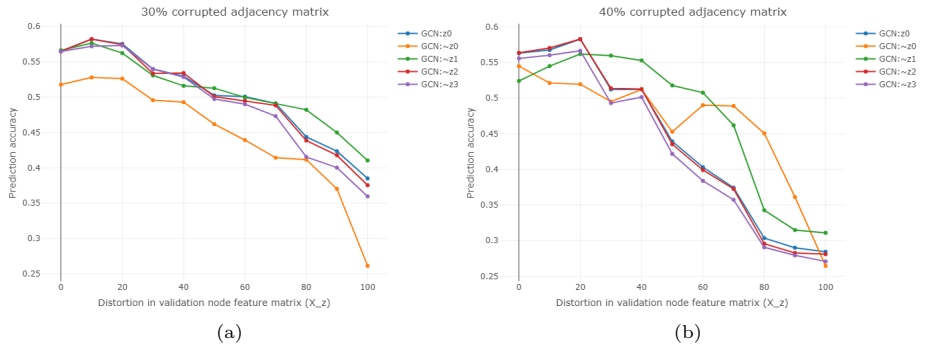 30% corrupted adjacency matrix
0.6
0.55
0.5
0.45
0.4
0.35
0.3
0.25
Prediction accuracy
0 20 40 60 80 100
Distortion in validation node feature matrix (X_z)
GCN:z0
GCN:~z0
GCN:~z1
GCN:~z2
GCN:~z3
(a)
40% corrupted adjacency matrix
0.6
0.55
0.5
0.45
0.4
0.35
0.3
0.25
Prediction accuracy
0 20 40 60 80 100
Distortion in validation node feature matrix (X_z)
GCN:z0
GCN:~z0
GCN:~z1
GCN:~z2
GCN:~z3
(b)